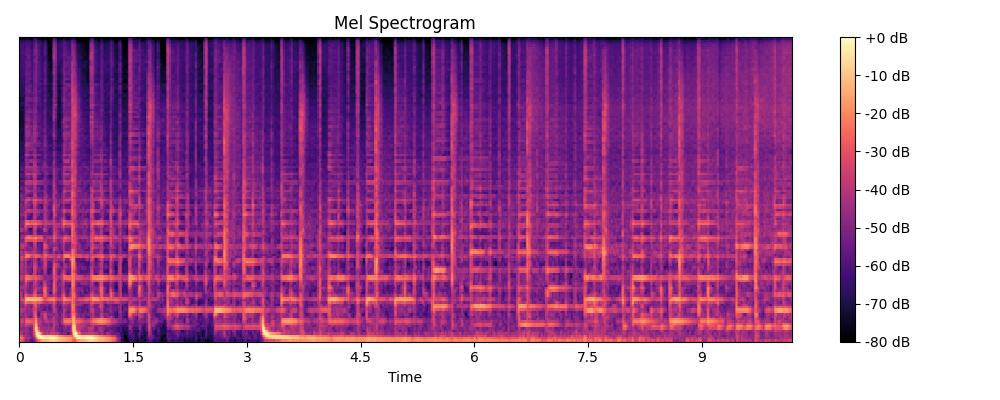 Mel Spectrogram
+0 dB
-10 dB
-20 dB
-30 dB
-40 dB
-50 dB
-60 dB
-70 dB
-80 dB
0 1.5 3 4.5 6 7.5 9
Time